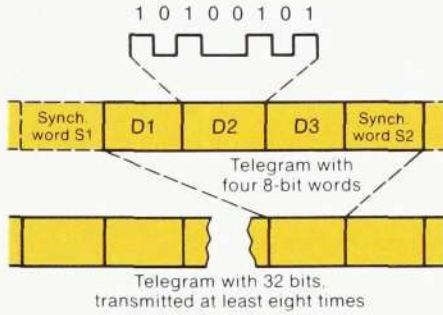 1 0 1 0 0 1 0 1
Synch. word S1
D1
D2
D3
Synch. word S2
Telegram with
four 8-bit words
Telegram with 32 bits,
transmitted at least eight times